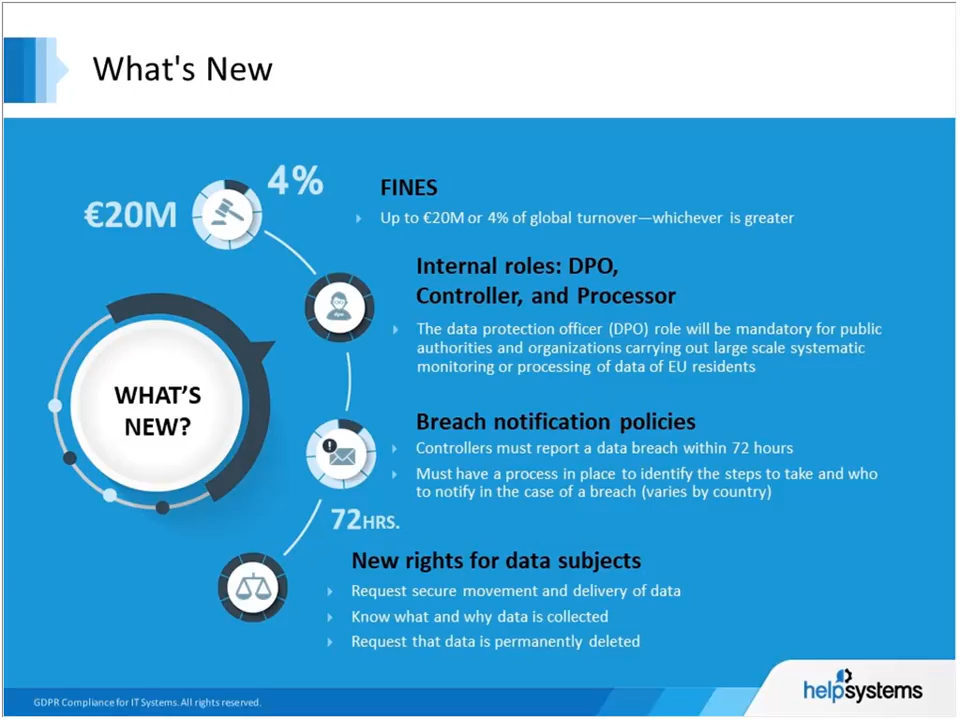 What's New
4%
€20M
FINES
Up to €20M or 4% of global turnover—whichever is greater
Internal roles: DPO,
Controller, and Processor
The data protection officer (DPO) role will be mandatory for public
authorities and organizations carrying out large scale systematic
monitoring or processing of data of EU residents
WHAT'S
NEW?
Breach notification policies
Controllers must report a data breach within 72 hours
Must have a process in place to identify the steps to take and who
to notify in the case of a breach (varies by country)
72HRS.
New rights for data subjects
Request secure movement and delivery of data
Know what and why data is collected
Request that data is permanently deleted
GDPR Compliance for IT Systems. All rights reserved.
helpsystems